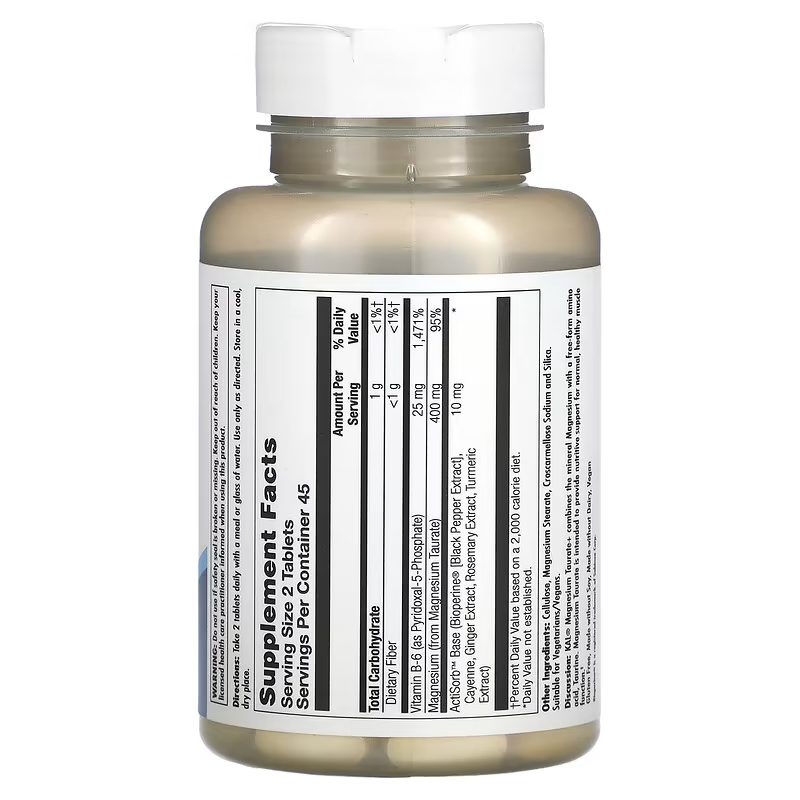 WARNING: Do not use if safety seal is broken or missing. Keep out of reach of children. Keep your
licensed health care practitioner informed when using this product.
Directions: Take 2 tablets daily with a meal or glass of water. Use only as directed. Store in a cool,
dry place.
Supplement Facts
Serving Size 2 Tablets
Servings Per Container 45
Amount Per Serving % Daily Value
Total Carbohydrate 1 g <1%†
Dietary Fiber <1 g <1%†
Vitamin B-6 (as Pyridoxal-5-Phosphate) 25 mg 1,471%
Magnesium (from Magnesium Taurate) 400 mg 95%
ActiSorb™ Base (Bioperine® [Black Pepper Extract], 10 mg *
Cayenne, Ginger Extract, Rosemary Extract, Turmeric
Extract)
†Percent Daily Value based on a 2,000 calorie diet.
*Daily Value not established.
Other Ingredients: Cellulose, Magnesium Stearate, Croscarmellose Sodium and Silica.
Suitable for Vegetarians/Vegans.
Discussion: KAL® Magnesium Taurate+ combines the mineral Magnesium with a free-form amino
acid, Taurine. Magnesium Taurate is intended to provide nutritive support for normal, healthy muscle
function.‡
Gluten Free, Made without Soy, Made without Dairy, Vegan